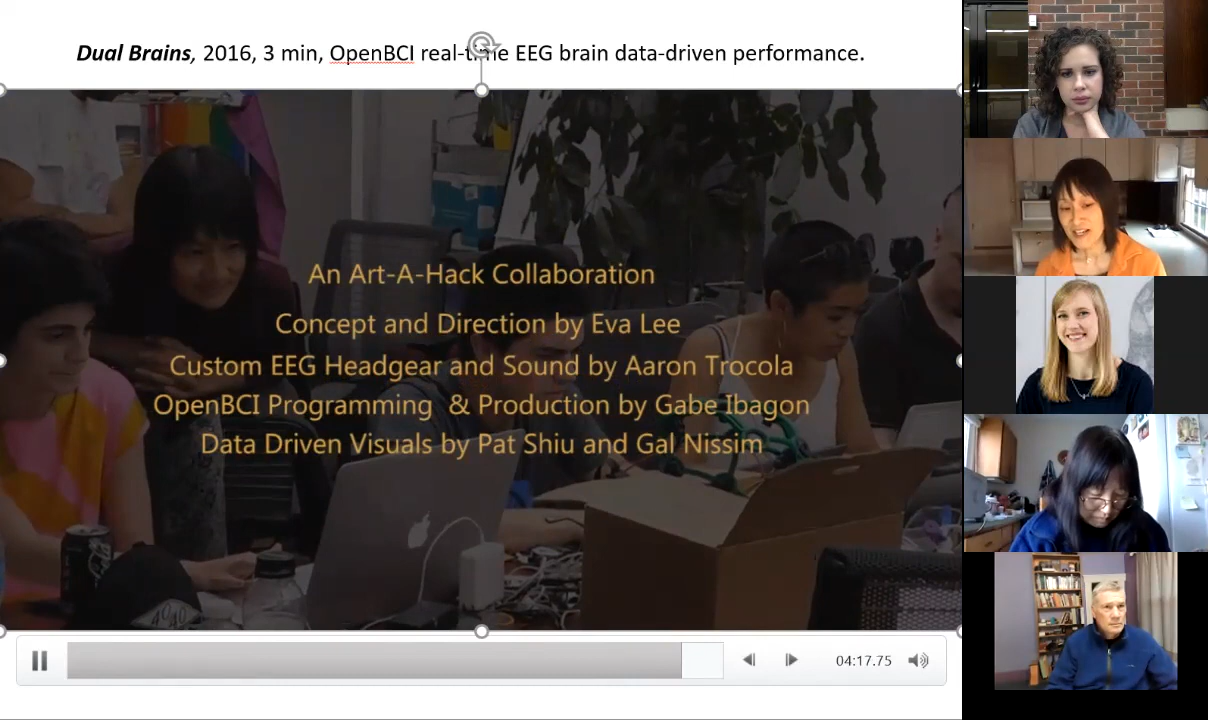 Dual Brains, 2016, 3 min, OpenBCI real-time EEG brain data-driven performance.
An Art-A-Hack Collaboration
Concept and Direction by Eva Lee
Custom EEG Headgear and Sound by Aaron Trocola
OpenBCI Programming & Production by Gabe Ibagon
Data Driven Visuals by Pat Shiu and Gal Nissim
04:17.75